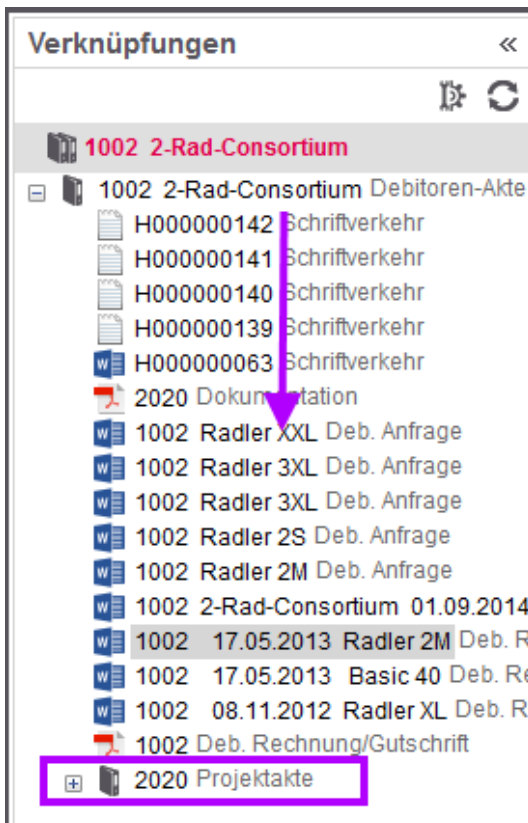 Verknüpfungen «
1002 2-Rad-Consortium
1002 2-Rad-Consortium Debitoren-Akte
H000000142 Schriftverkehr
H000000141 Schriftverkehr
H000000140 Schriftverkehr
H000000139 Schriftverkehr
H000000063 Schriftverkehr
2020 Dokumentation
1002 Radler XXL Deb. Anfrage
1002 Radler 3XL Deb. Anfrage
1002 Radler 3XL Deb. Anfrage
1002 Radler 2S Deb. Anfrage
1002 Radler 2M Deb. Anfrage
1002 2-Rad-Consortium 01.09.2014
1002 17.05.2013 Radler 2M Deb. R
1002 17.05.2013 Basic 40 Deb. Re
1002 08.11.2012 Radler XL Deb. R
1002 Deb. Rechnung/Gutschrift
2020 Projektakte